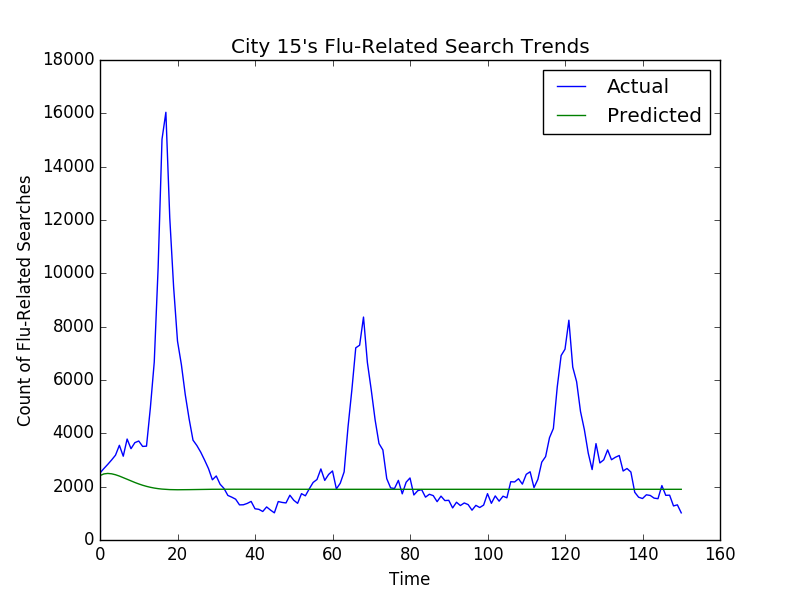 City 15's Flu-Related Search Trends
Actual
Predicted
Count of Flu-Related Searches
18000
16000
14000
12000
10000
8000
6000
4000
2000
0
0 20 40 60 80 100 120 140 160
Time